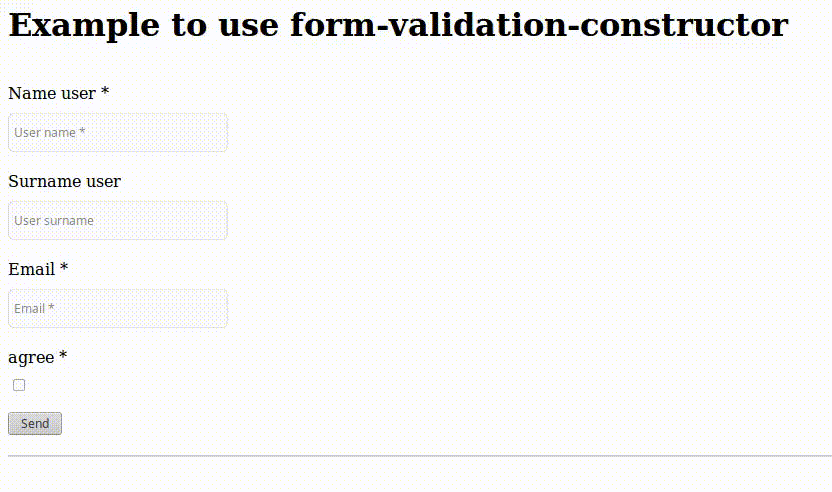 Example to use form-validation-constructor
Name user *
User name *
Surname user
User surname
Email *
Email *
agree *
Send